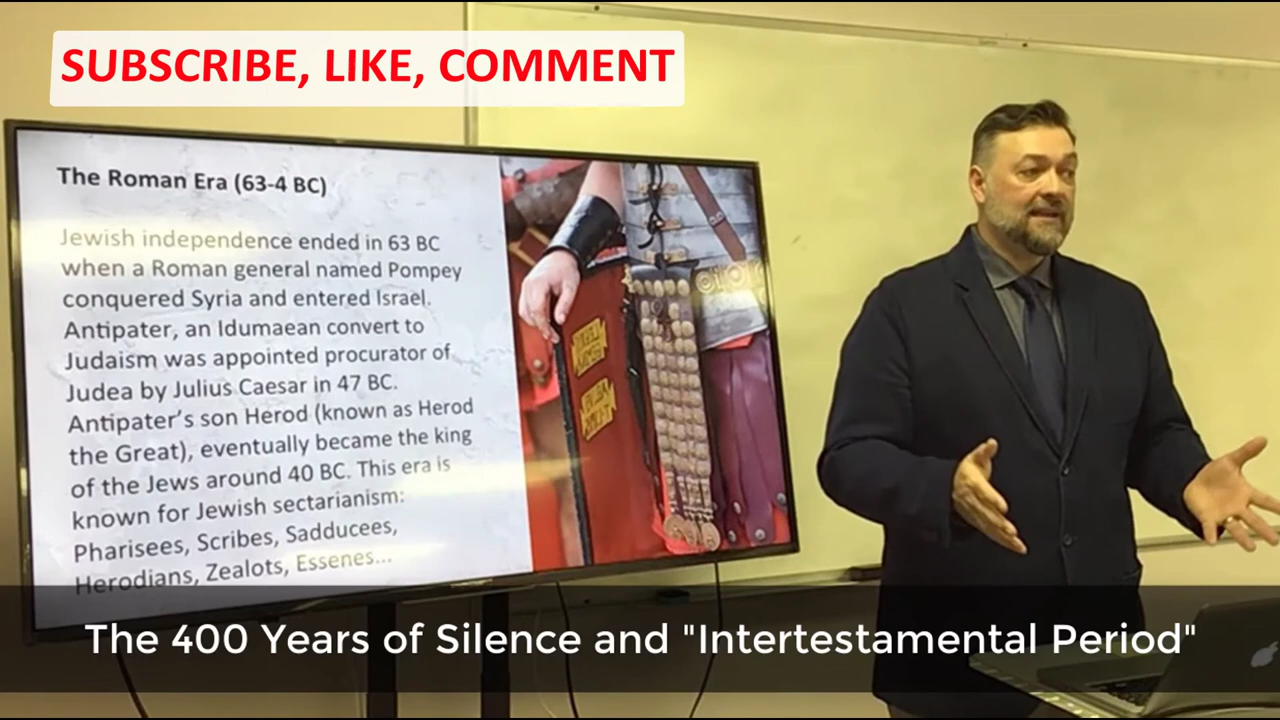 SUBSCRIBE, LIKE, COMMENT
The Roman Era (63-4 BC)
Jewish independence ended in 63 BC
when a Roman general named Pompey
conquered Syria and entered Israel.
Antipater, an Idumaean convert to
Judaism was appointed procurator of
Judea by Julius Caesar in 47 BC.
Antipater's son Herod (known as Herod
the Great), eventually became the king
of the Jews around 40 BC. This era is
known for Jewish sectarianism:
Pharisees, Scribes, Sadducees,
Herodians, Zealots, Essenes...
The 400 Years of Silence and "Intertestamental Period"